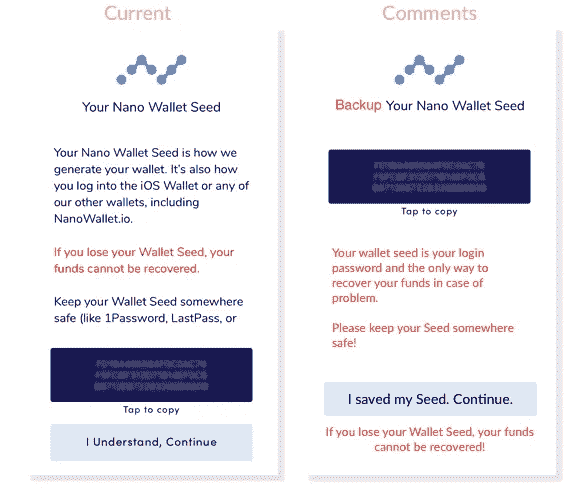 Current
Your Nano Wallet Seed
Your Nano Wallet Seed is how we
generate your wallet. It's also how
you log into the iOS Wallet or any of
our other wallets, including
NanoWallet.io.
If you lose your Wallet Seed, your
funds cannot be recovered.
Keep your Wallet Seed somewhere
safe (like 1Password, LastPass, or
Tap to copy
I Understand, Continue
Comments
Backup Your Nano Wallet Seed
Tap to copy
Your wallet seed is your login
password and the only way to
recover your funds in case of
problem.
Please keep your Seed somewhere
safe!
I saved my Seed. Continue.
If you lose your Wallet Seed, your funds
cannot be recovered!